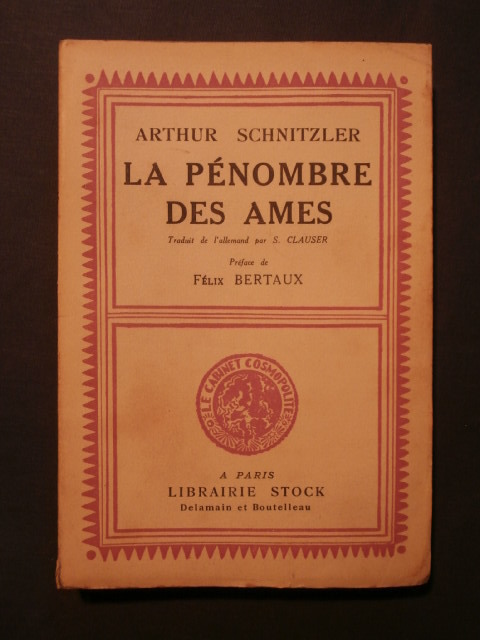 ARTHUR SCHNITZLER
LA PÉNOMBRE
DES AMES
Traduit de l'allemand par S. CLAUSER
Préface de
FÉLIX BERTAUX
LE CABINET COSMOPOLITE
A PARIS
LIBRAIRIE STOCK
Delamain et Boutelleau